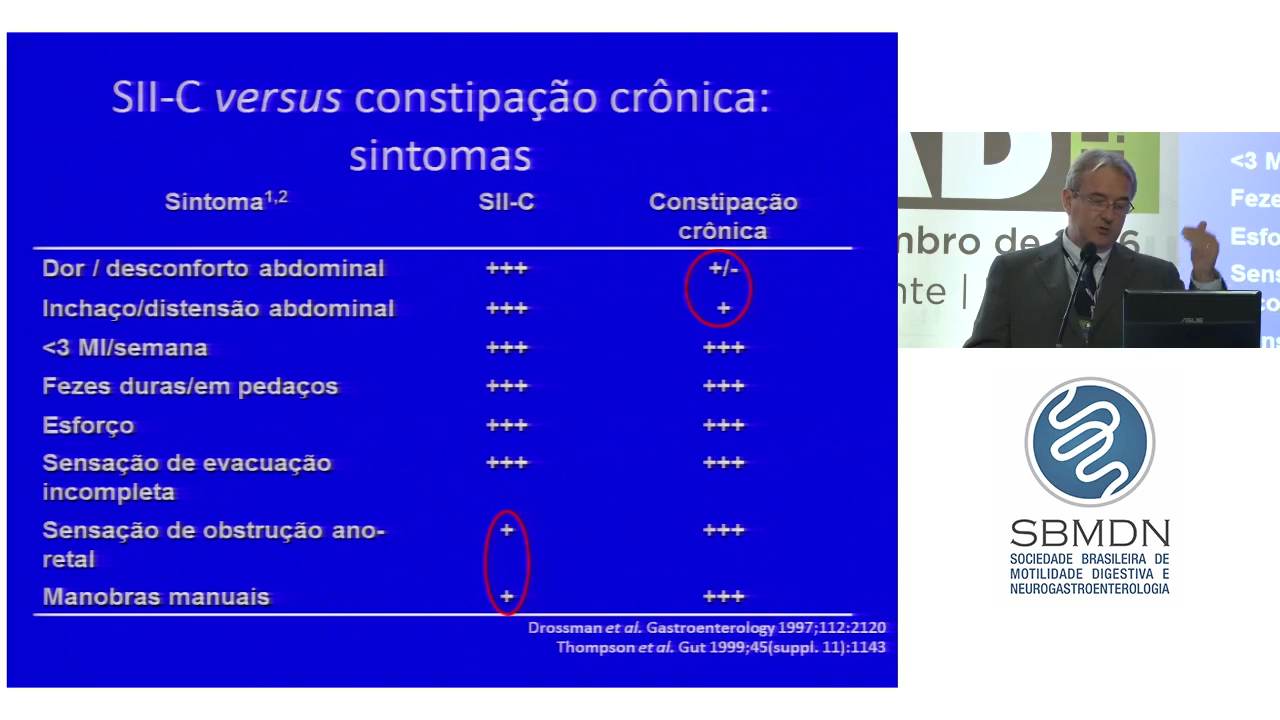 SII-C versus constipação crônica:
sintomas
Sintoma1,2 SII-C Constipação
crônica
Dor / desconforto abdominal +++ +/-
Inchaço/distensão abdominal +++ +
<3 MI/semana +++ +++
Fezes duras/em pedaços +++ +++
Esforço +++ +++
Sensação de evacuação
incompleta +++ +++
Sensação de obstrução ano-
retal + +++
Manobras manuais + +++
Drossman et al. Gastroenterology 1997;112:2120
Thompson et al. Gut 1999;45(suppl. 11):1143
AD
mbro de
6
nte |
ASUS
<3 M
Feze
Esfo
Sens
co
ns
SBMDN
SOCIEDADE BRASILEIRA DE
MOTILIDADE DIGESTIVA E
NEUROGASTROENTEROLOGIA